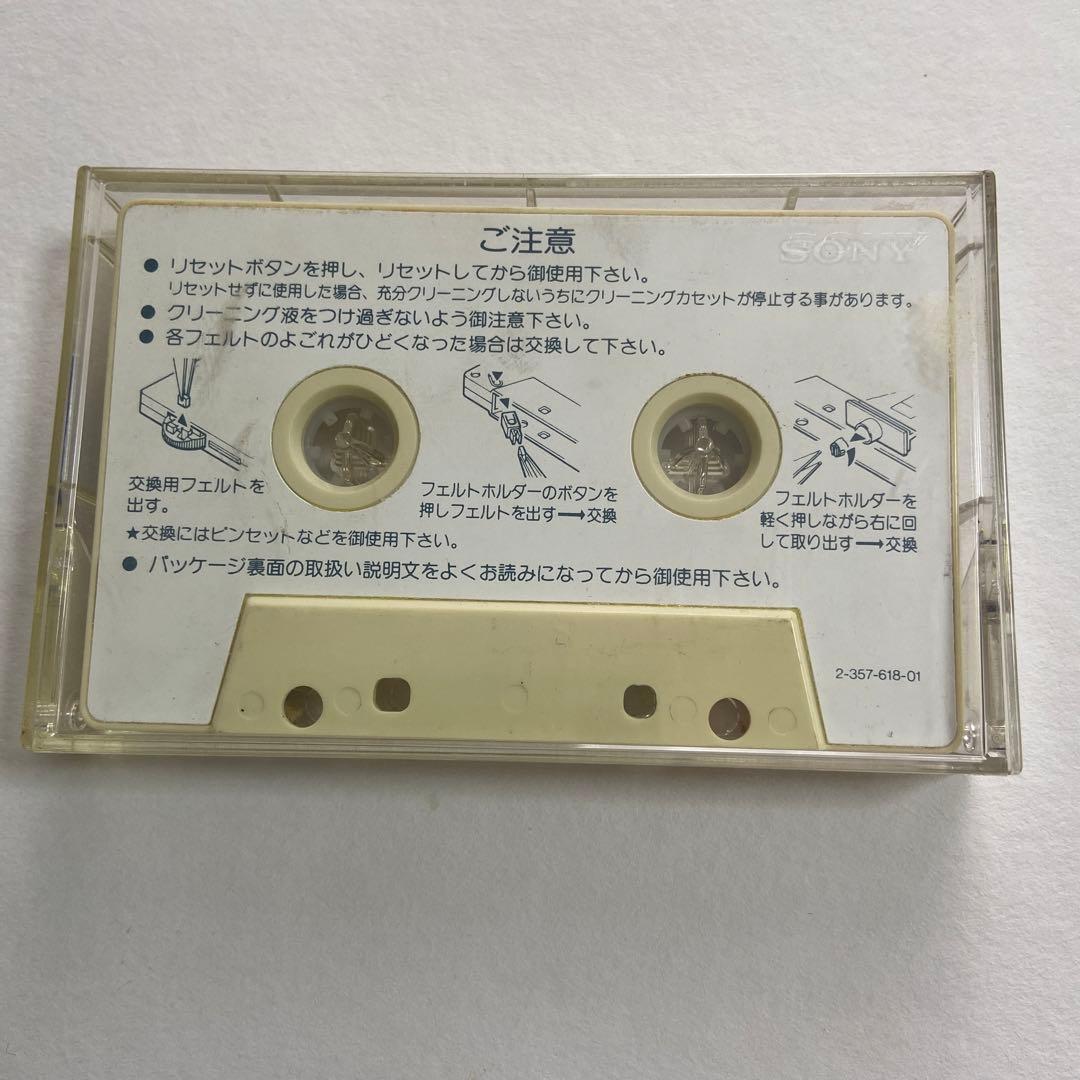 SONY
ご注意
● リセットボタンを押し、リセットしてから御使用下さい。
リセットせずに使用した場合、充分クリーニングしないうちにクリーニングカセットが停止する事があります。
● クリーニング液をつけ過ぎないよう御注意下さい。
● 各フェルトのよごれがひどくなった場合は交換して下さい。
交換用フェルトを
出す。
フェルトホルダーのボタンを
押しフェルトを出す→交換
フェルトホルダーを
軽く押しながら右に回
して取り出す→交換
★交換にはピンセットなどを御使用下さい。
● パッケージ裏面の取扱い説明文をよくお読みになってから御使用下さい。
2-357-618-01